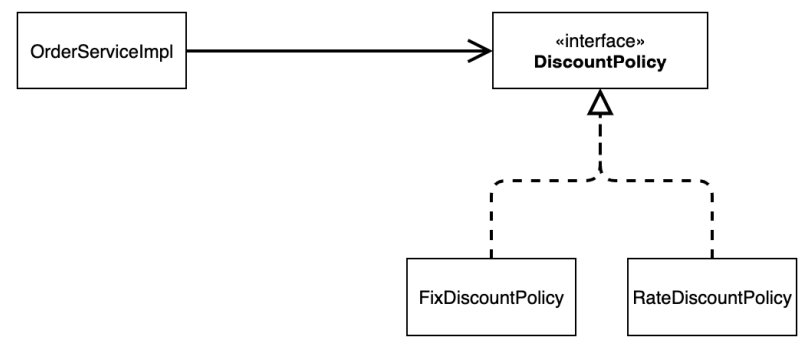 OrderServiceImpl
«interface»
DiscountPolicy
FixDiscountPolicy
RateDiscountPolicy